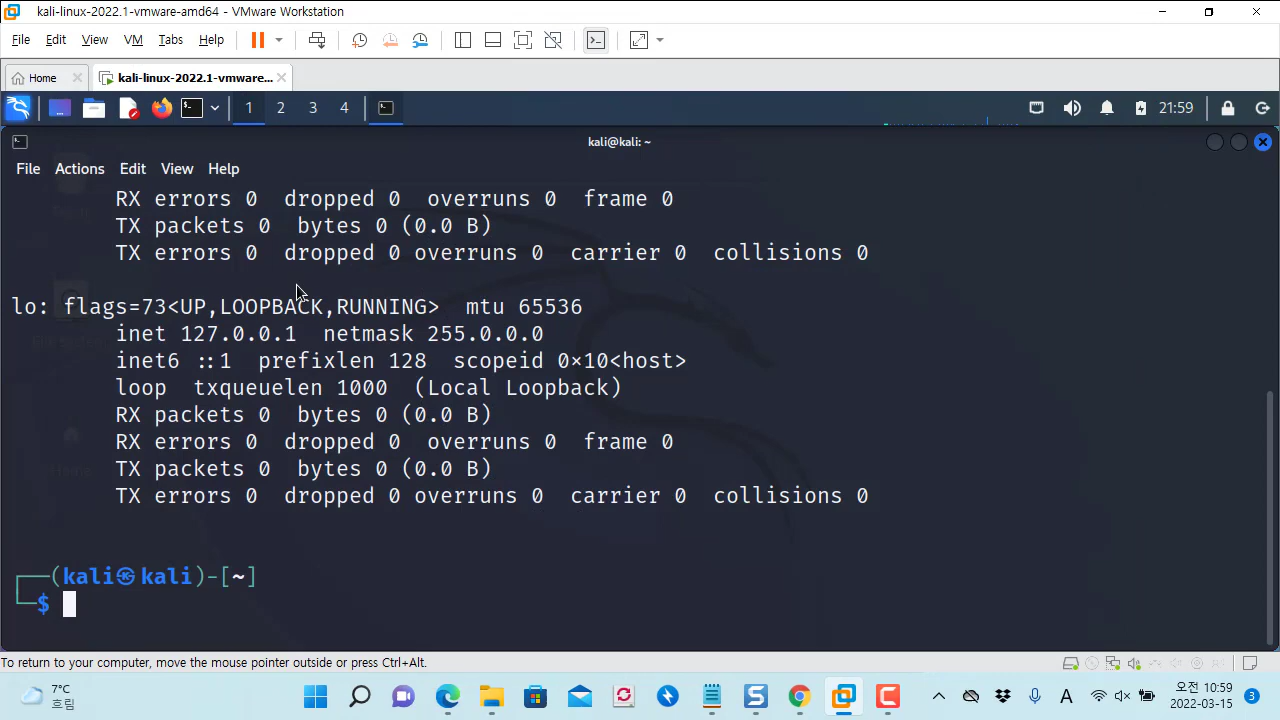 kali-linux-2022.1-vmware-amd64 - VMware Workstation
File Edit View VM Tabs Help
Home kali-linux-2022.1-vmware...
1 2 3 4 21:59
kali@kali: ~
File Actions Edit View Help
RX errors 0 dropped 0 overruns 0 frame 0
TX packets 0 bytes 0 (0.0 B)
TX errors 0 dropped 0 overruns 0 carrier 0 collisions 0
lo: flags=73<UP,LOOPBACK,RUNNING> mtu 65536
inet 127.0.0.1 netmask 255.0.0.0
inet6 ::1 prefixlen 128 scopeid 0×10<host>
loop txqueuelen 1000 (Local Loopback)
RX packets 0 bytes 0 (0.0 B)
RX errors 0 dropped 0 overruns 0 frame 0
TX packets 0 bytes 0 (0.0 B)
TX errors 0 dropped 0 overruns 0 carrier 0 collisions 0
┌──(kali㉿kali)-[~]
└─$
To return to your computer, move the mouse pointer outside or press Ctrl+Alt.
7°C
흐림
A
오전 10:59
2022-03-15
3